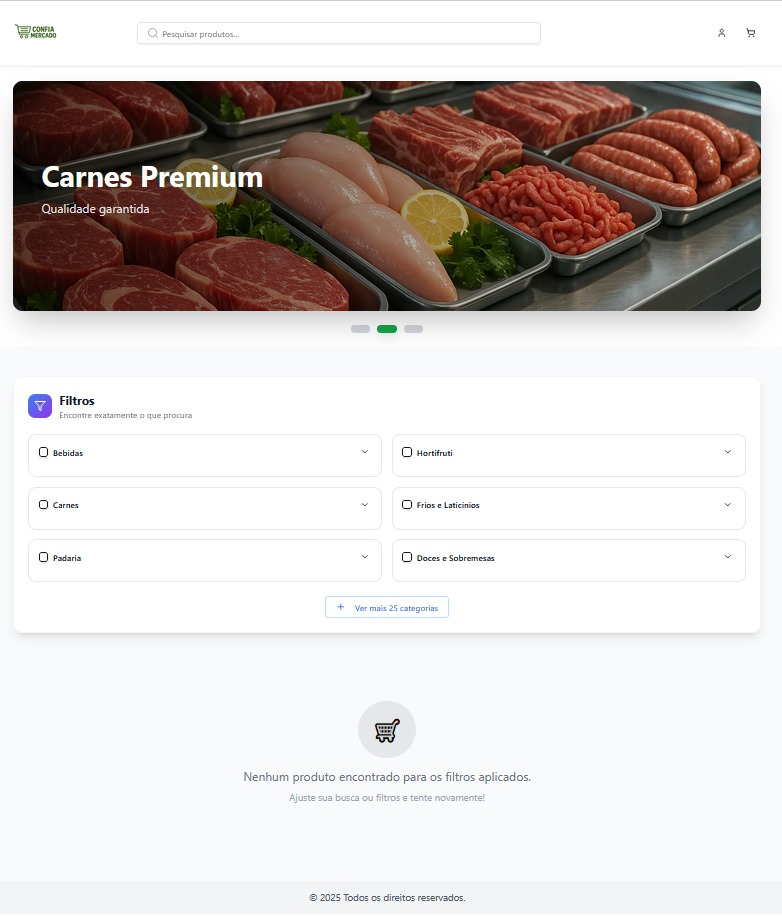 CONFIA
MERCADO
Pesquisar produtos...
Carnes Premium
Qualidade garantida
Filtros
Encontre exatamente o que procura
Bebidas
Hortifruti
Carnes
Frios e Laticínios
Padaria
Doces e Sobremesas
+ Ver mais 25 categorias
Nenhum produto encontrado para os filtros aplicados.
Ajuste sua busca ou filtros e tente novamente!
© 2025 Todos os direitos reservados.